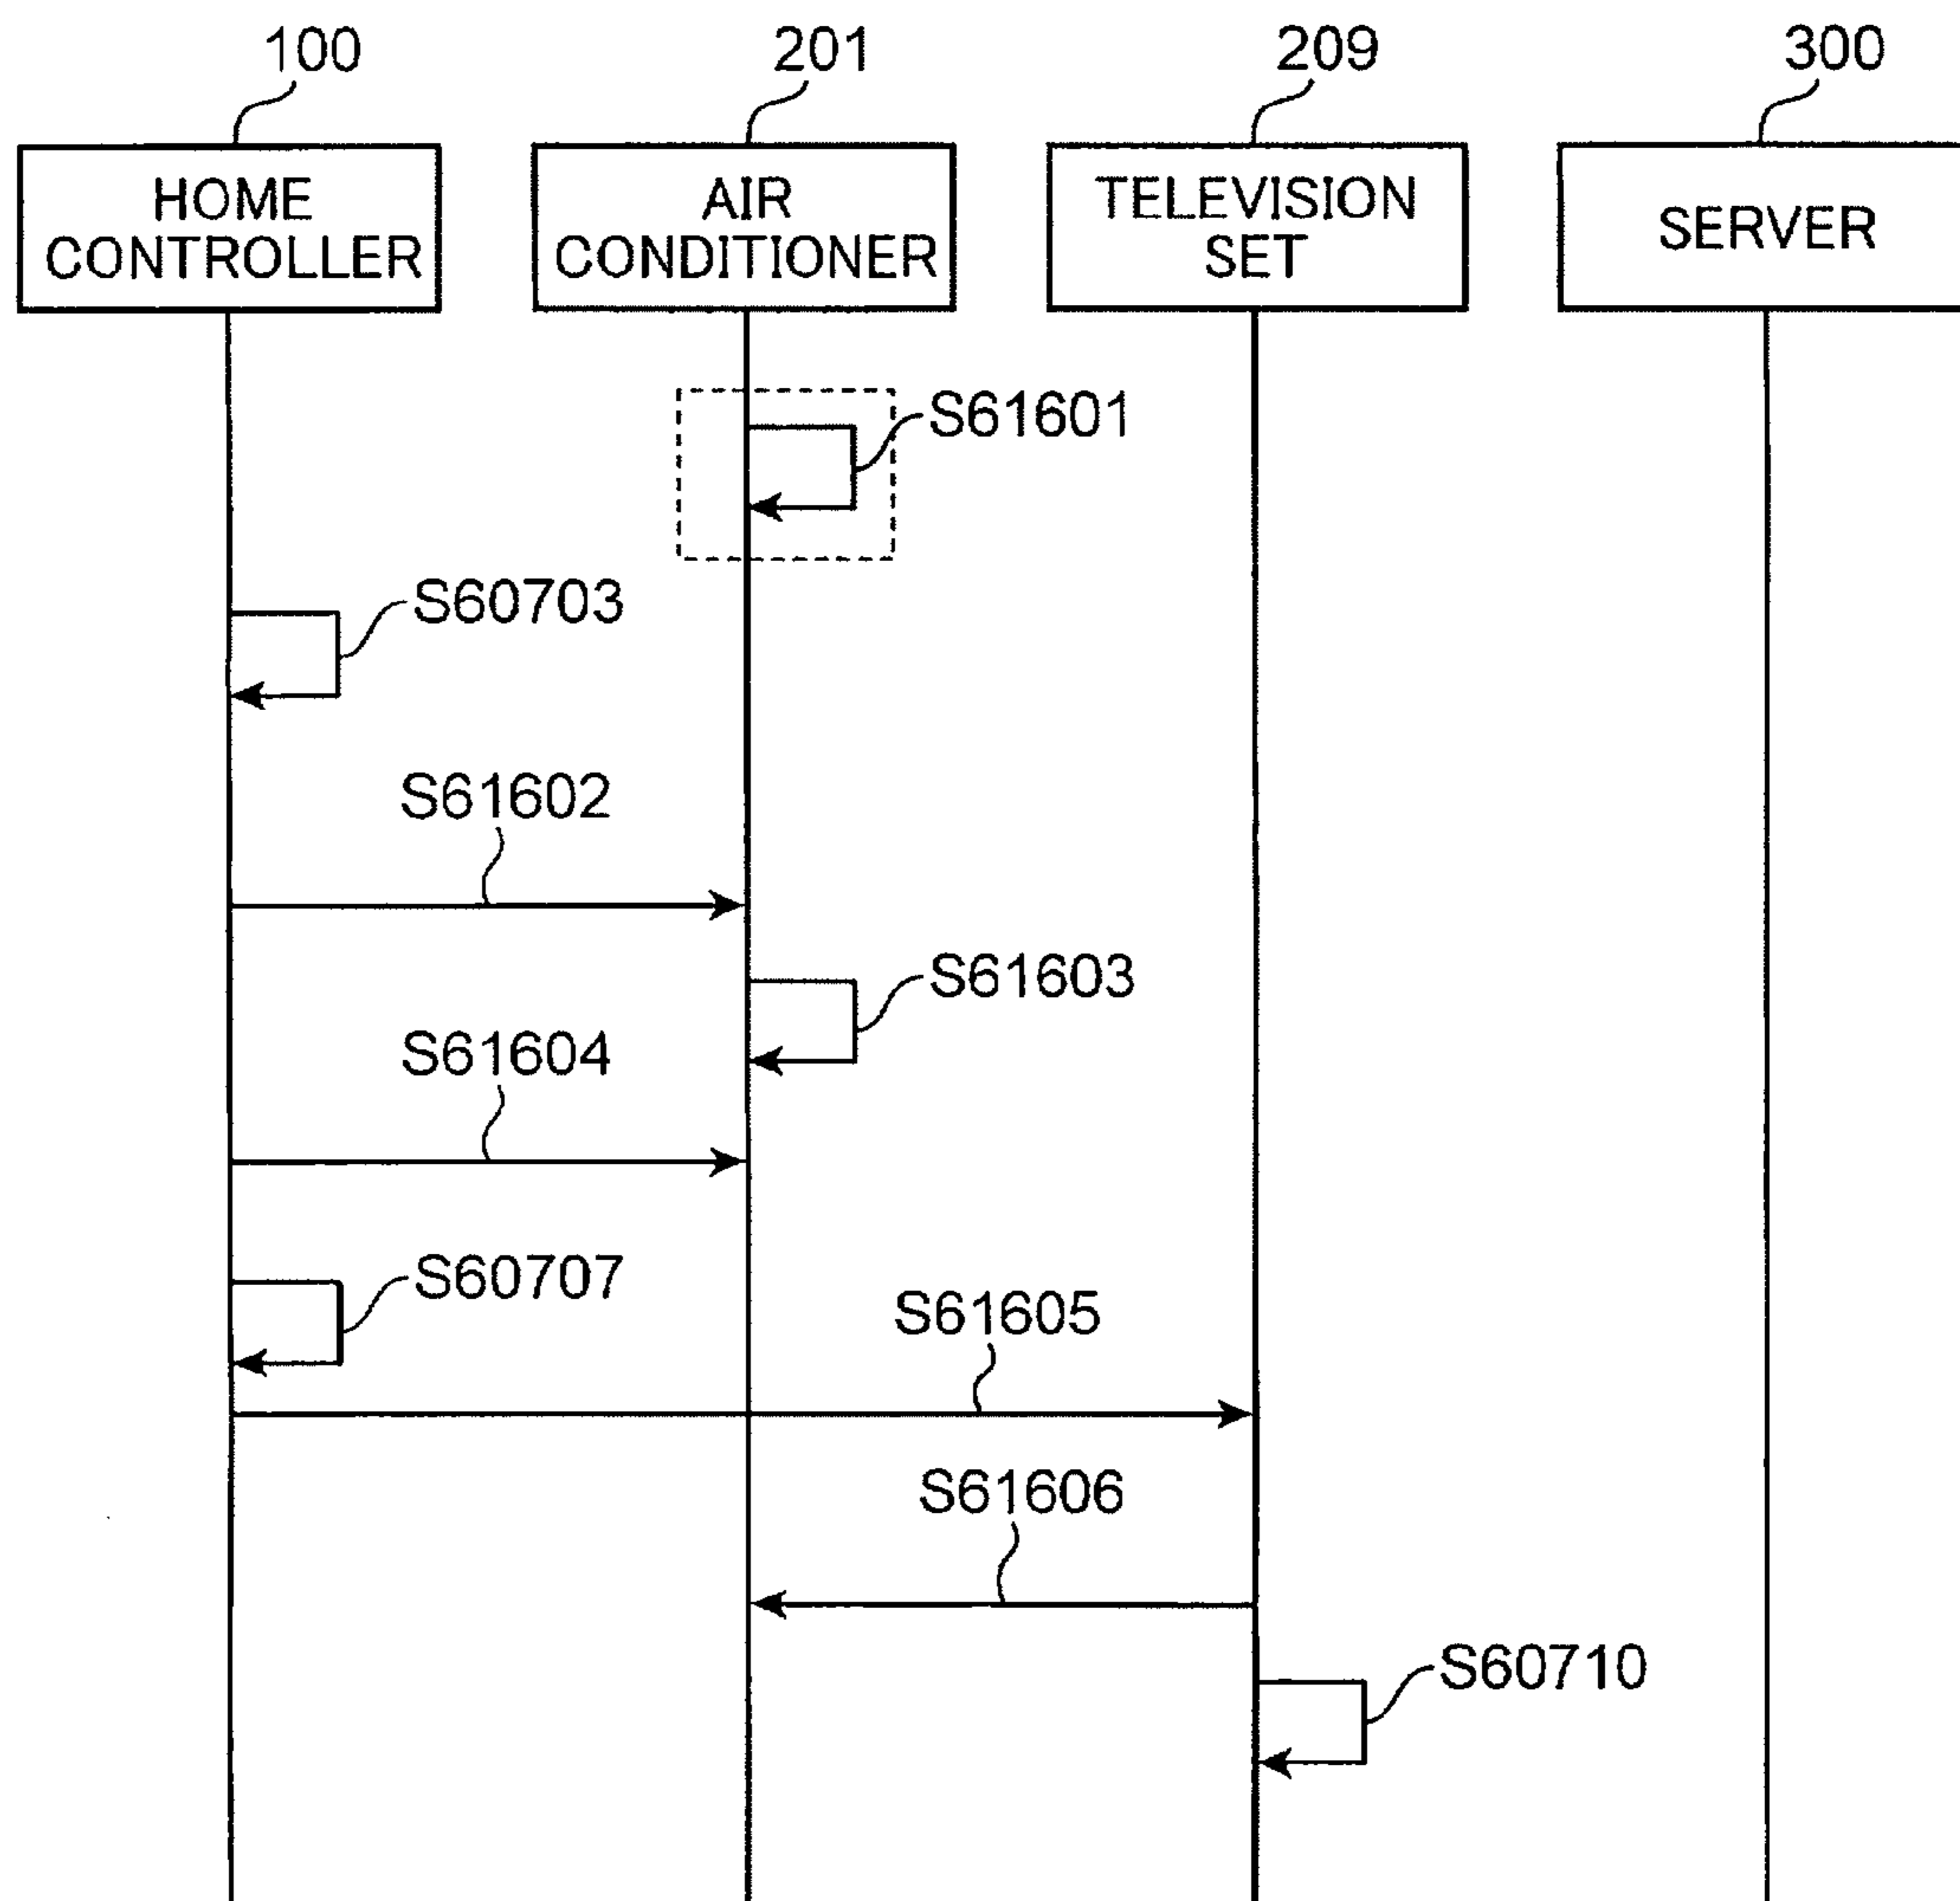 100
201
209
300
HOME
CONTROLLER
AIR
CONDITIONER
TELEVISION
SET
SERVER
S61601
S60703
S61602
S61603
S61604
S60707
S61605
S61606
S60710